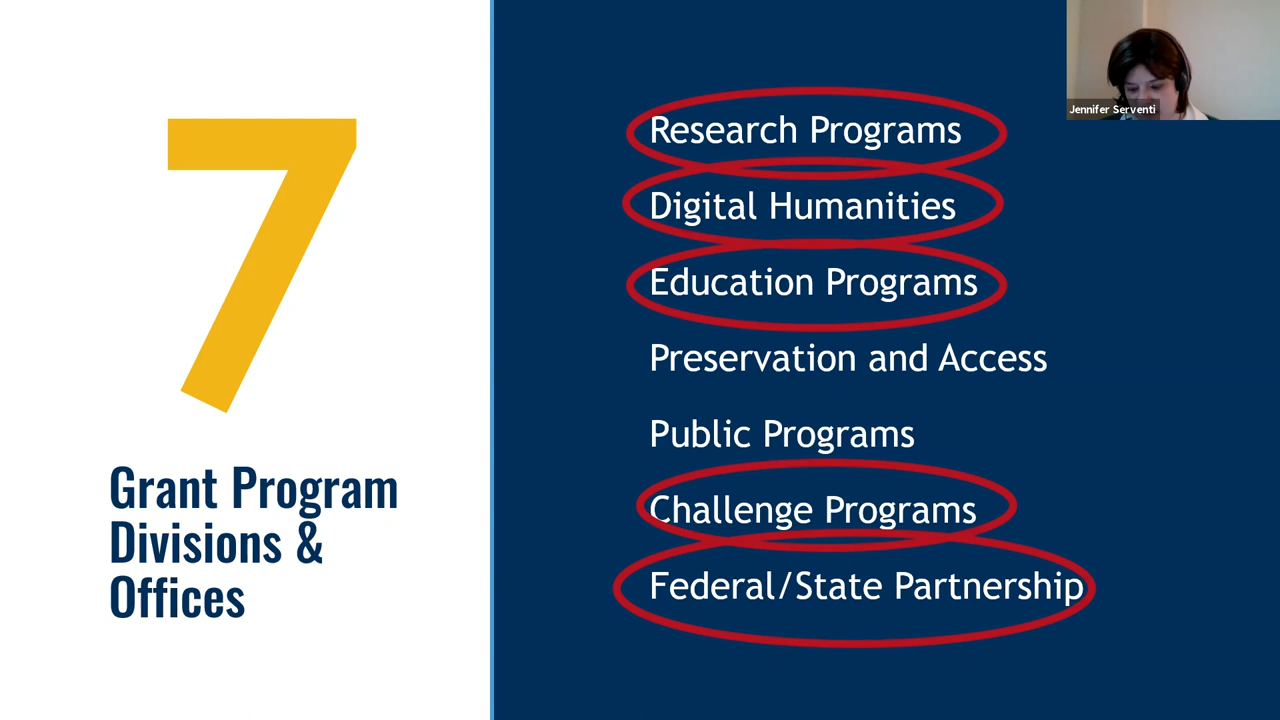 7
Grant Program
Divisions &
Offices
Research Programs
Digital Humanities
Education Programs
Preservation and Access
Public Programs
Challenge Programs
Federal/State Partnership
Jennifer Serventi